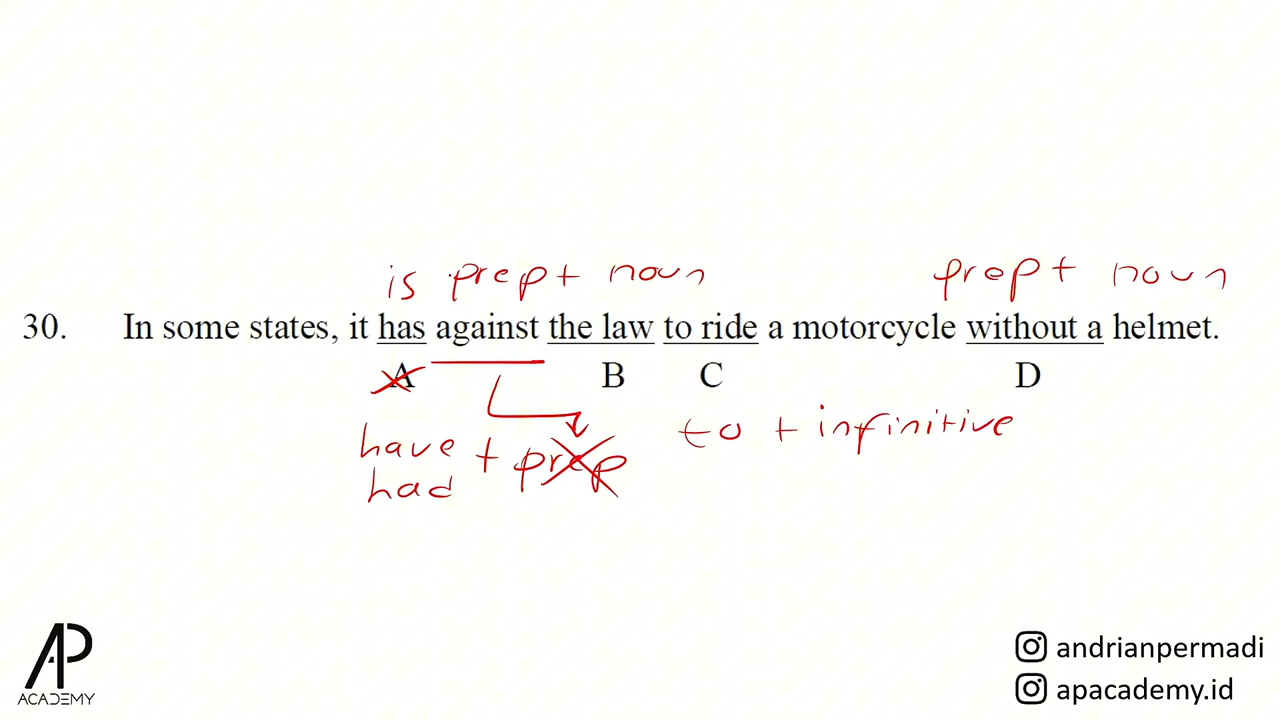 is prep + noun
prep + noun
30. In some states, it has against the law to ride a motorcycle without a helmet.
A B C D
have + prep
had
to + infinitive
AP
ACADEMY
andrianpermadi
apacademy.id